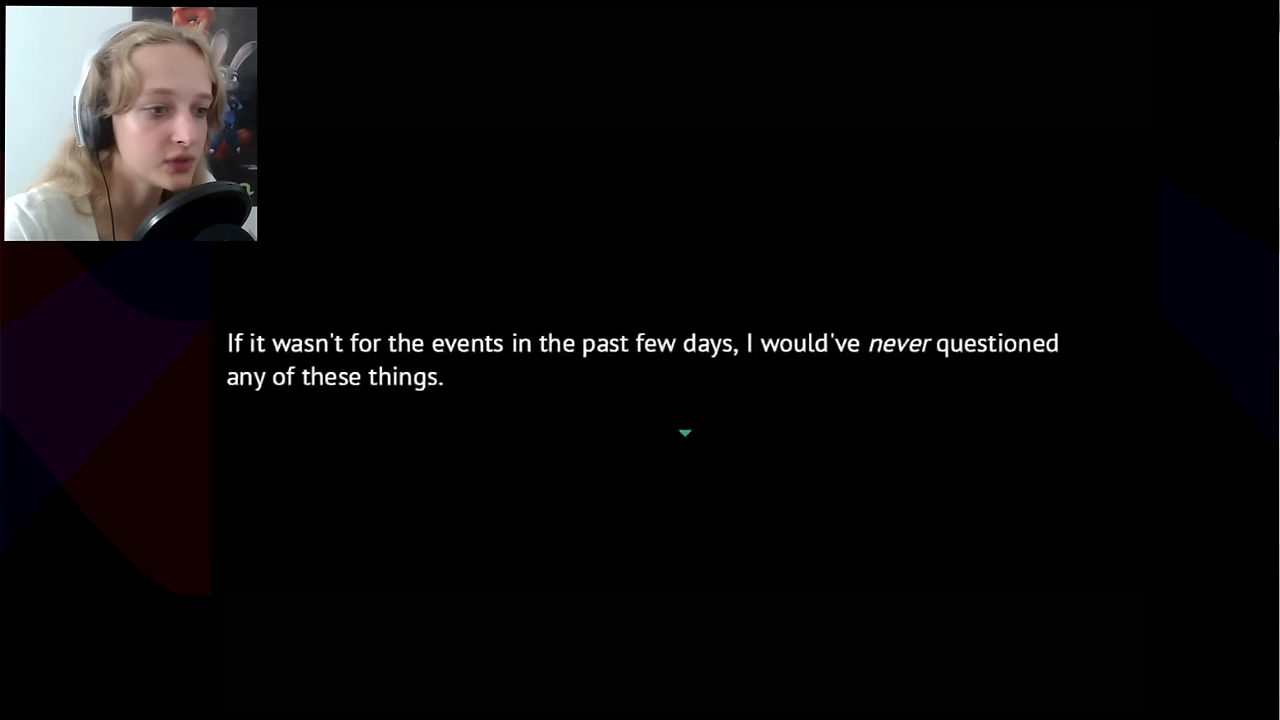 If it wasn't for the events in the past few days, I would've never questioned
any of these things.